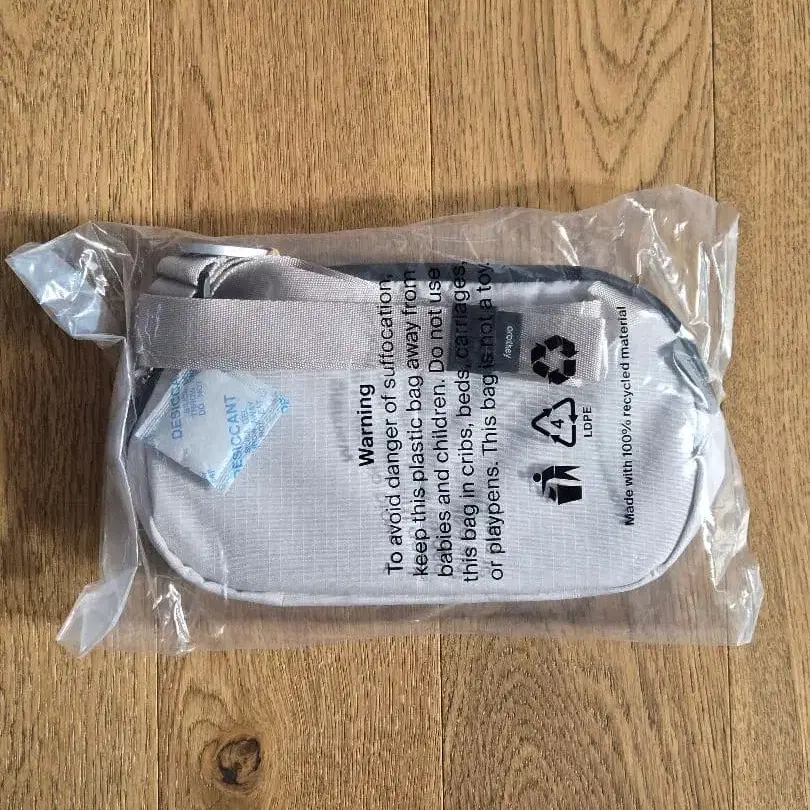 Warning
To avoid danger of suffocation,
keep this plastic bag away from
babies and children. Do not use
this bag in cribs, beds, carriages,
or playpens. This bag is not a toy.
4
LDPE
Made with 100% recycled material
DESICCANT
DO NOT
DESICCANT